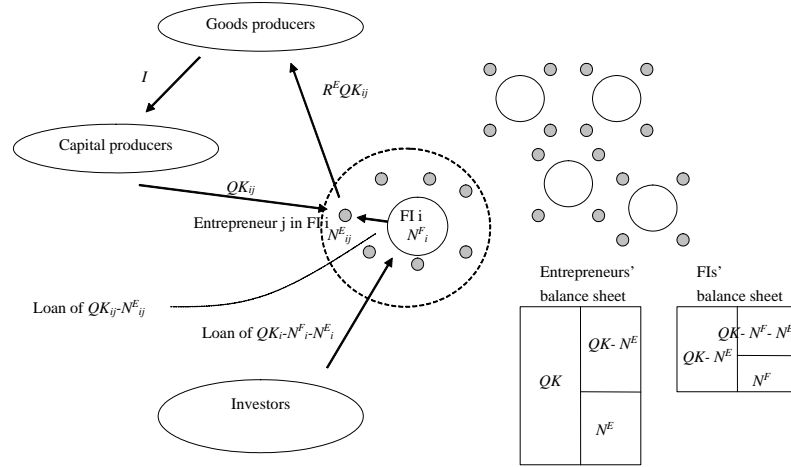 Goods producers
I
R^E QK_ij
Capital producers
QK_ij
Entrepreneur j in FI i
N^E_ij
FI i
N^F_i
Loan of QK_ij-N^E_ij
Loan of QK_i-N^F_i-N^E_i
Investors
Entrepreneurs'
balance sheet
QK
QK- N^E
N^E
FIs'
balance sheet
QK- N^E
QK- N^F- N^E
N^F